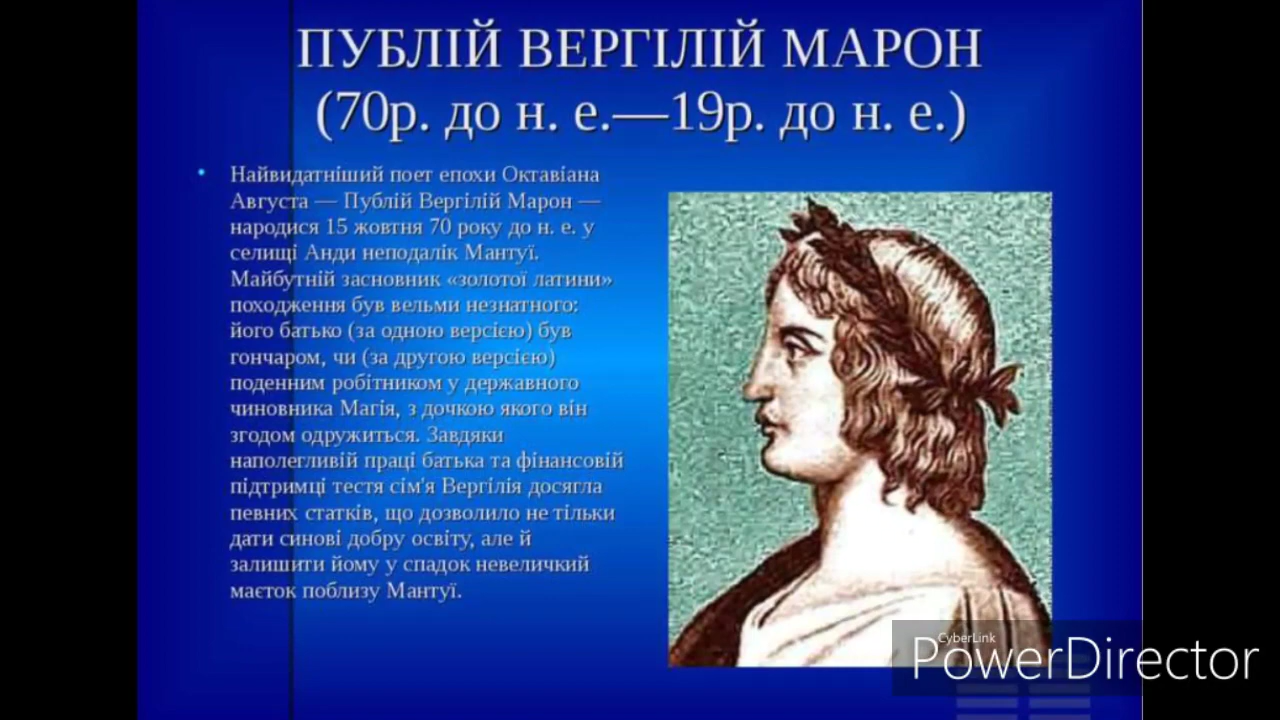 ПУБЛІЙ ВЕРГІЛІЙ МАРОН
(70р. до н. е.—19р. до н. е.)
• Найвидатніший поет епохи Октавіана
Августа — Публій Вергілій Марон —
народися 15 жовтня 70 року до н. е. у
селищі Анди неподалік Мантуї.
Майбутній засновник «золотої латини»
походження був вельми незнатного:
його батько (за одною версією) був
гончаром, чи (за другою версією)
поденним робітником у державного
чиновника Магія, з дочкою якого він
згодом одружиться. Завдяки
наполегливій праці батька та фінансовій
підтримці тестя сім'я Вергілія досягла
певних статків, що дозволило не тільки
дати синові добру освіту, але й
залишити йому у спадок невеличкий
маєток поблизу Мантуї.
CyberLink
PowerDirector